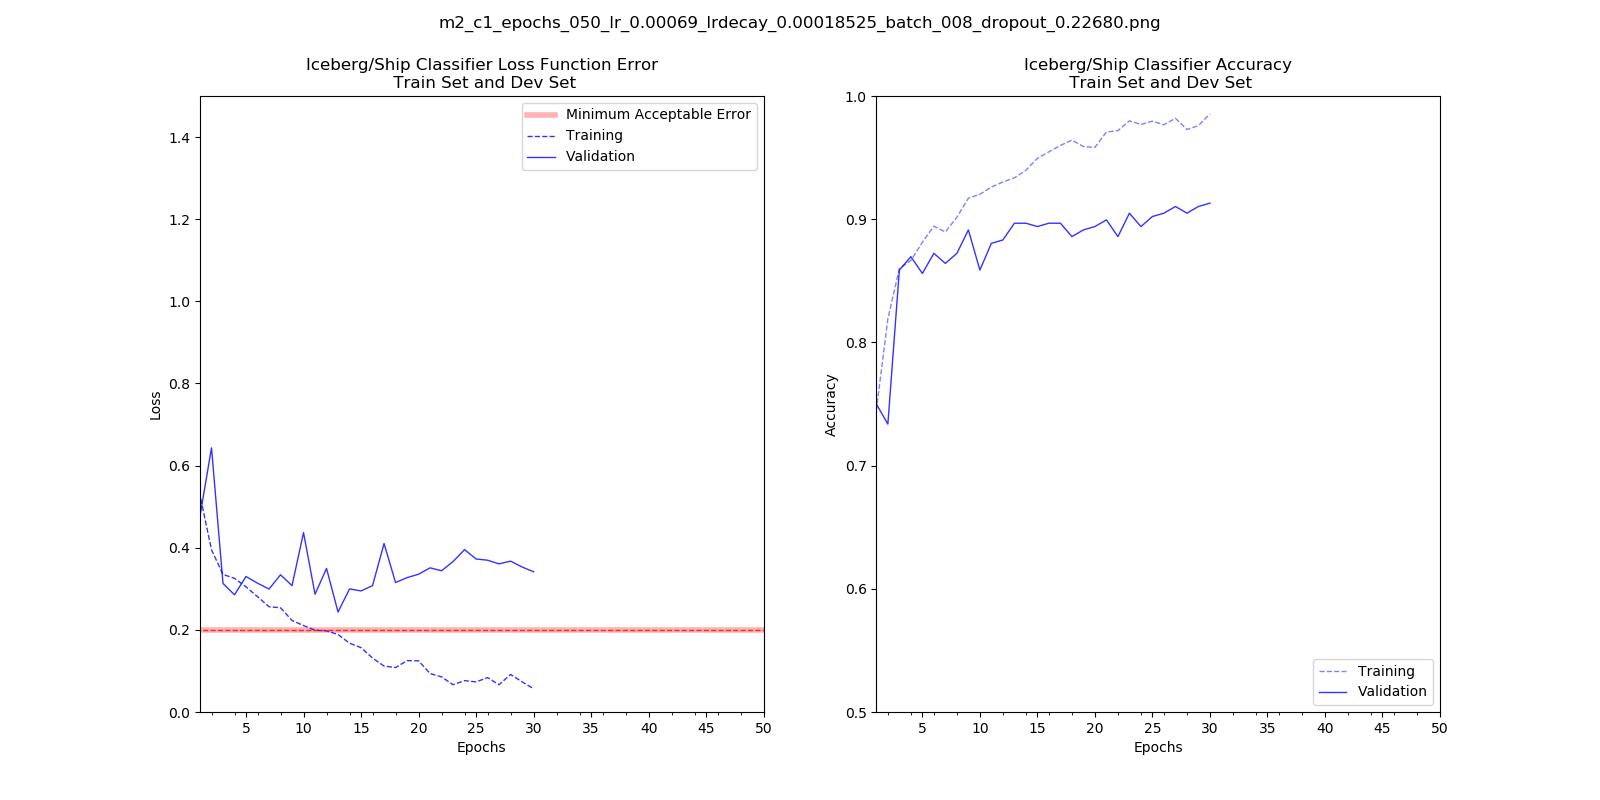 m2_c1_epochs_050_lr_0.00069_lrdecay_0.00018525_batch_008_dropout_0.22680.png
Iceberg/Ship Classifier Loss Function Error
Train Set and Dev Set
Minimum Acceptable Error
Training
Validation
1.4
1.2
1.0
0.8
0.6
0.4
0.2
0.0
Loss
5 10 15 20 25 30 35 40 45 50
Epochs
Iceberg/Ship Classifier Accuracy
Train Set and Dev Set
1.0
0.9
0.8
0.7
0.6
0.5
Accuracy
Training
Validation
5 10 15 20 25 30 35 40 45 50
Epochs